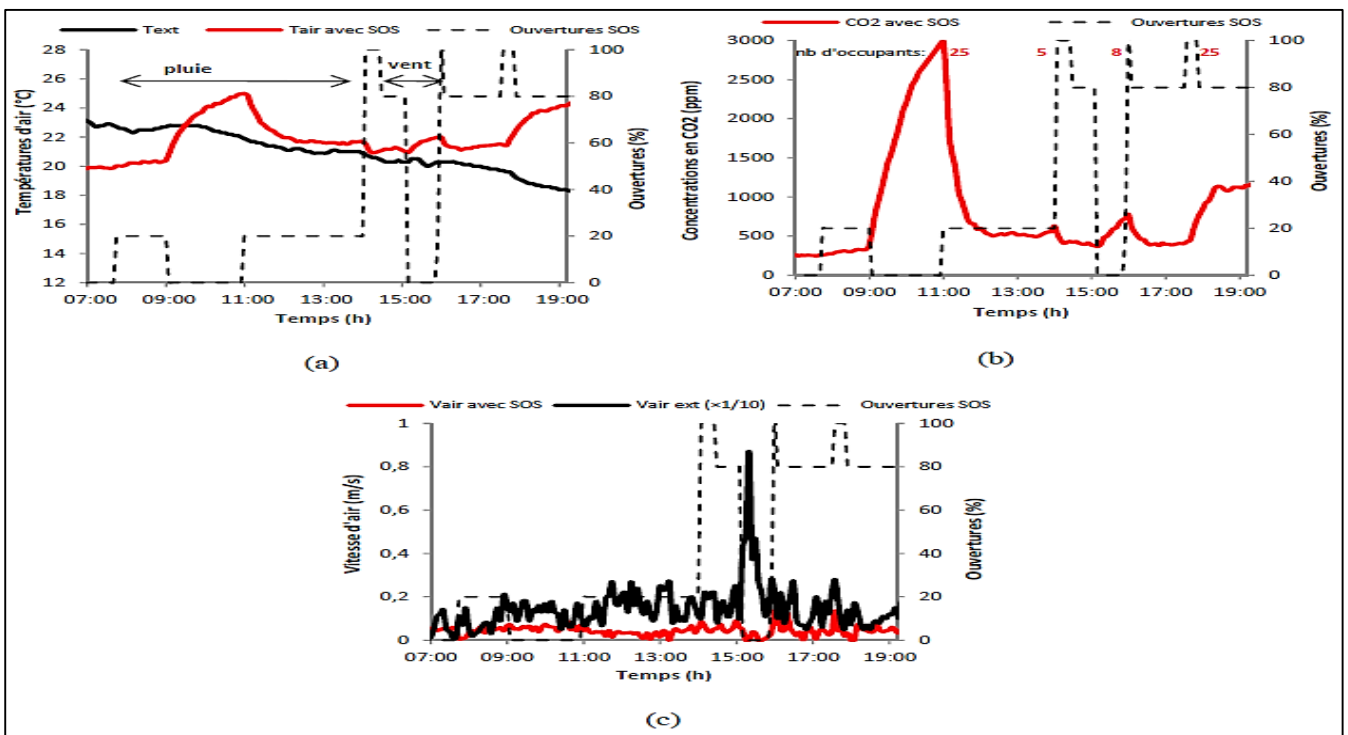 Text Tair avec SOS Ouvertures SOS
28
26
24
22
20
18
16
14
12
100
80
60
40
20
0
pluie
vent
Températures d'air (°C)
Ouvertures (%)
07:00 09:00 11:00 13:00 15:00 17:00 19:00
Temps (h)
(a)
CO2 avec SOS Ouvertures SOS
3000
2500
2000
1500
1000
500
0
100
80
60
40
20
0
nb d'occupants: 25 5 8 25
Concentrations en CO2 (ppm)
Ouvertures (%)
07:00 09:00 11:00 13:00 15:00 17:00 19:00
Temps (h)
(b)
Vair avec SOS Vair ext (×1/10) Ouvertures SOS
1
0,8
0,6
0,4
0,2
0
100
80
60
40
20
0
Vitesse d'air (m/s)
Ouvertures (%)
07:00 09:00 11:00 13:00 15:00 17:00 19:00
Temps (h)
(c)